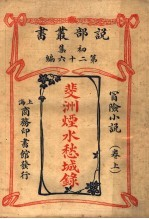 說部叢書
初集
第二十六編
冒險小說
（卷上）
斐洲煙水愁城錄
上海
商務印書館發行